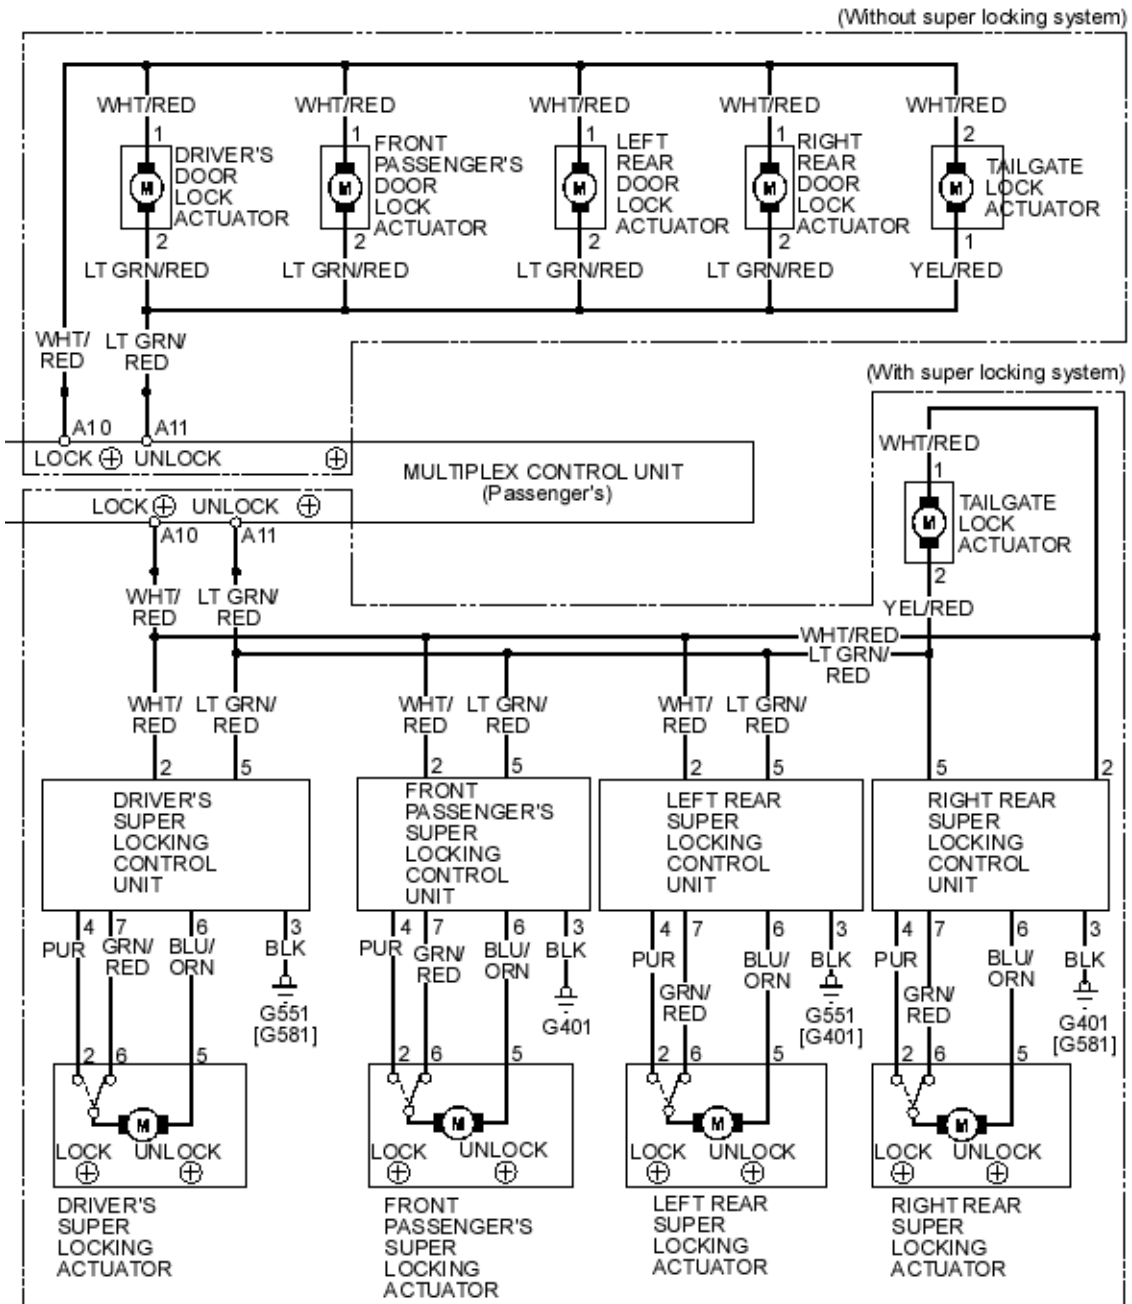 (Without super locking system)
WHT/RED WHT/RED WHT/RED WHT/RED WHT/RED
1 1 1 1 2
DRIVER'S
DOOR
LOCK
ACTUATOR
FRONT
PASSENGER'S
DOOR
LOCK
ACTUATOR
LEFT
REAR
DOOR
LOCK
ACTUATOR
RIGHT
REAR
DOOR
LOCK
ACTUATOR
TAILGATE
LOCK
ACTUATOR
M M M M M
2 2 2 2 1
LT GRN/RED LT GRN/RED LT GRN/RED LT GRN/RED YEL/RED
WHT/
RED
LT GRN/
RED
(With super locking system)
A10 A11
LOCK + UNLOCK +
MULTIPLEX CONTROL UNIT
(Passenger's)
LOCK + UNLOCK +
A10 A11
WHT/RED
1
M
TAILGATE
LOCK
ACTUATOR
2
YEL/RED
WHT/
RED
LT GRN/
RED
WHT/RED
LT GRN/
RED
WHT/
RED
LT GRN/
RED
WHT/
RED
LT GRN/
RED
WHT/
RED
LT GRN/
RED
2 5 2 5 2 5 5 2
DRIVER'S
SUPER
LOCKING
CONTROL
UNIT
FRONT
PASSENGER'S
SUPER
LOCKING
CONTROL
UNIT
LEFT REAR
SUPER
LOCKING
CONTROL
UNIT
RIGHT REAR
SUPER
LOCKING
CONTROL
UNIT
4 7 6 3
PUR
GRN/
RED
BLU/
ORN
BLK
G551
[G581]
4 7 6 3
PUR
GRN/
RED
BLU/
ORN
BLK
G401
4 7 6 3
PUR
GRN/
RED
BLU/
ORN
BLK
G551
[G401]
4 7 6 3
PUR
GRN/
RED
BLU/
ORN
BLK
G401
[G581]
2 6 5 2 6 5 2 6 5 2 6 5
M M M M
LOCK UNLOCK LOCK UNLOCK LOCK UNLOCK LOCK UNLOCK
+ + + + + + + +
DRIVER'S
SUPER
LOCKING
ACTUATOR
FRONT
PASSENGER'S
SUPER
LOCKING
ACTUATOR
LEFT REAR
SUPER
LOCKING
ACTUATOR
RIGHT REAR
SUPER
LOCKING
ACTUATOR